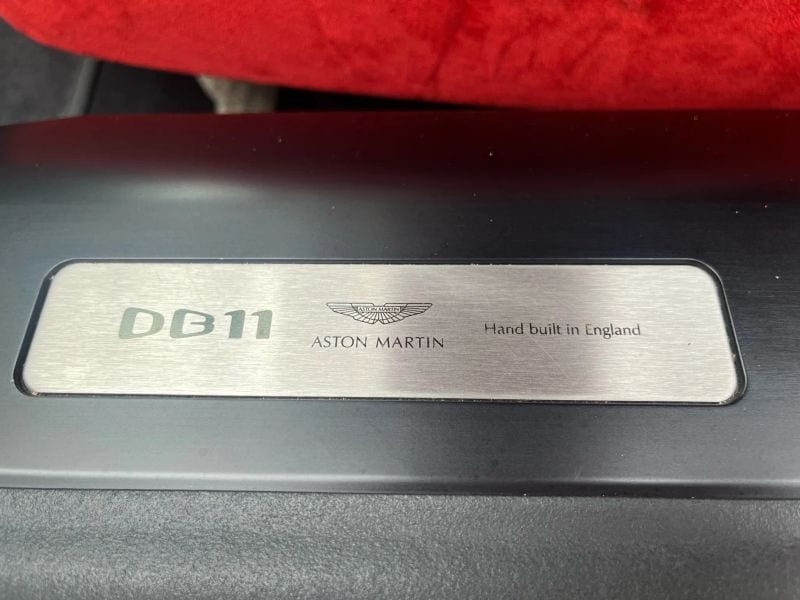 DB11
ASTON MARTIN
ASTON MARTIN
Hand built in England